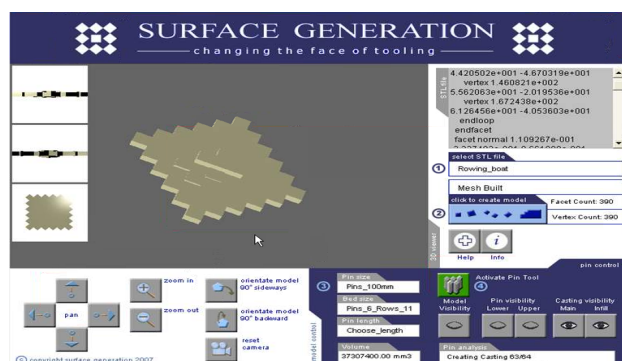 SURFACE GENERATION
changing the face of tooling
STL file
4.420502e+001 -4.670319e+001
vertex 1.460821e+002
5.562063e+001 -2.019536e+001
vertex 1.672438e+002
6.126456e+001 -4.053603e+001
endloop
endfacet
facet normal 1.109267e-001
select STL file
1
Rowing_boat
Mesh Built
click to create model
Facet Count: 390
2
Vertex Count: 390
3D viewer
Help
Info
pin control
pan
zoom in
zoom out
orientate model
90° sideways
orientate model
90° backward
reset
camera
model control
© copyright surface generation 2007
3
Pin size
Pins_100mm
Bed size
Pins_6_Rows_11
Pin length
Choose_length
Volume
37307400.00 mm3
Activate Pin Tool
4
Model
Visibility
Pin visibility
Lower Upper
Casting visibility
Main Infill
Pin analysis
Creating Casting 63/64